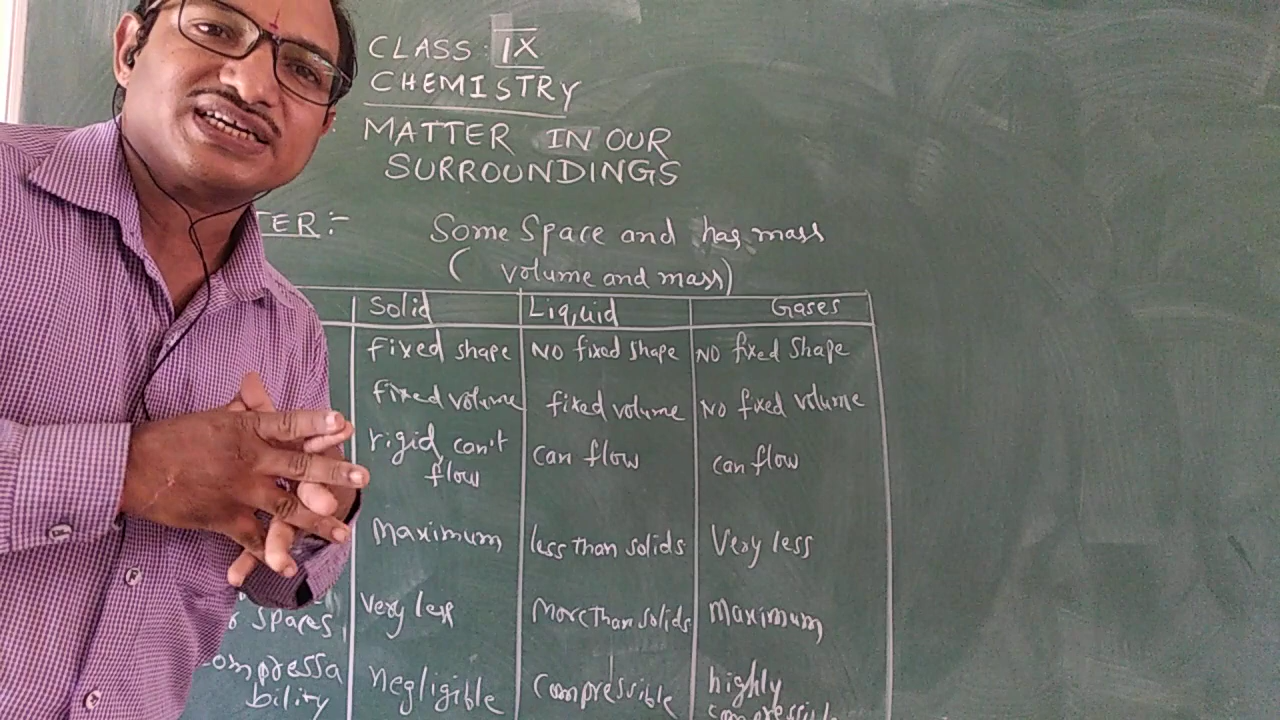 CLASS : IX
CHEMISTRY
MATTER IN OUR
SURROUNDINGS
TER:-
Some Space and has mass
( volume and mass)
Solid Liquid Gases
fixed shape NO fixed shape NO fixed Shape
fixed volume fixed volume NO fixed volume
rigid, can't flow can flow can flow
Maximum less than solids Very less
spaces, Very less More than solids Maximum
compressa
bility Negligible compressible highly
compressible